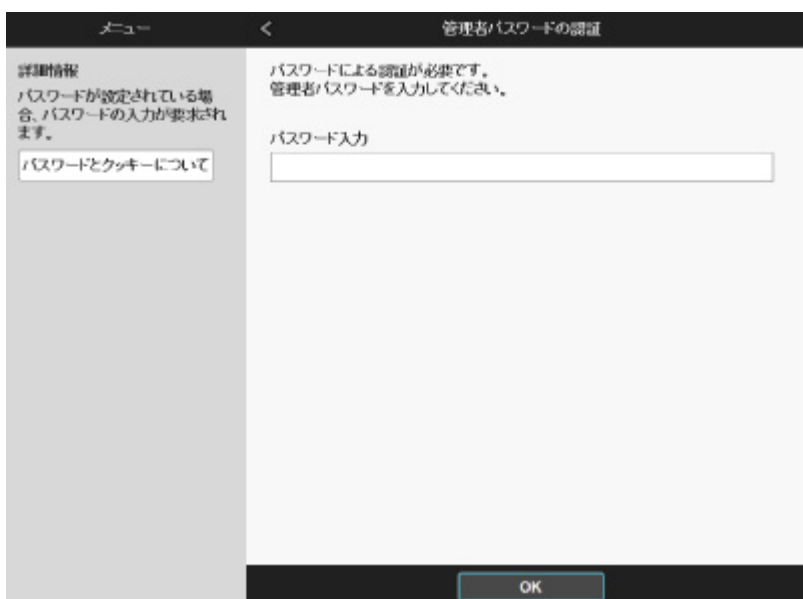 メニュー
<
管理者パスワードの認証
詳細情報
パスワードが設定されている場
合、パスワードの入力が要求され
ます。
パスワードとクッキーについて
パスワードによる認証が必要です。
管理者パスワードを入力してください。
パスワード入力
OK